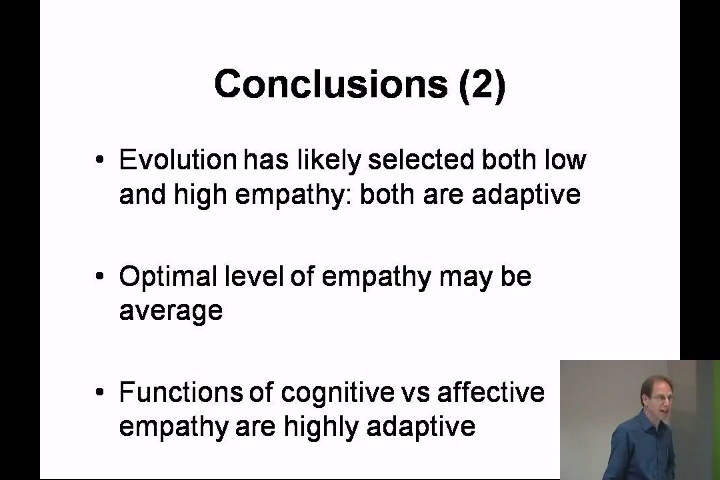 Conclusions (2)
• Evolution has likely selected both low
and high empathy: both are adaptive
• Optimal level of empathy may be
average
• Functions of cognitive vs affective
empathy are highly adaptive